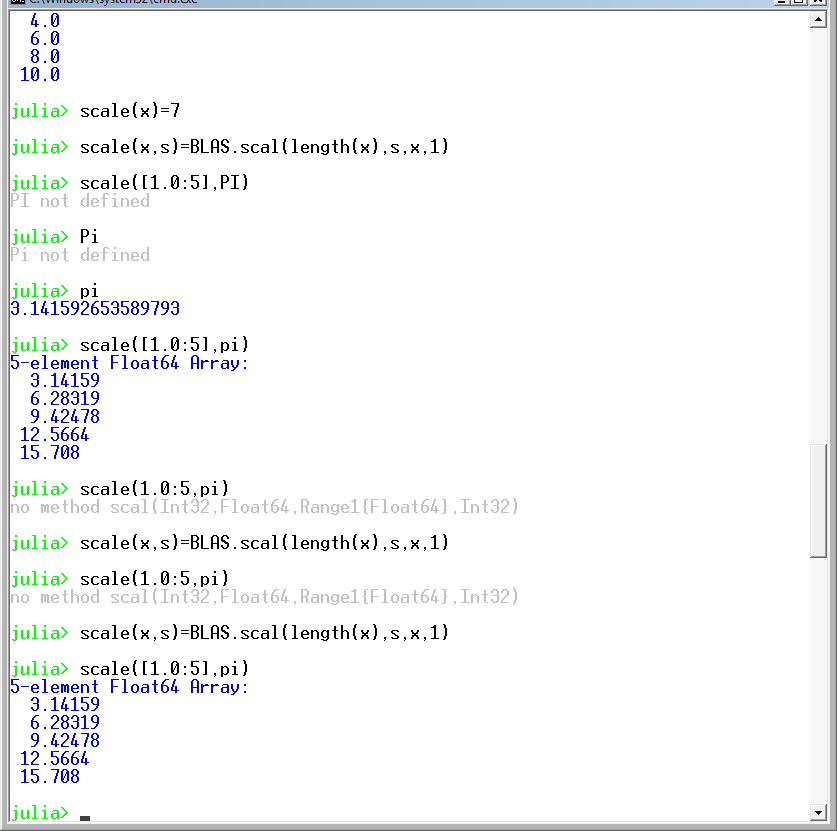 C:\Windows\system32\cmd.exe
4.0
6.0
8.0
10.0
julia> scale(x)=7
julia> scale(x,s)=BLAS.scal(length(x),s,x,1)
julia> scale([1.0:5],PI)
PI not defined
julia> Pi
Pi not defined
julia> pi
3.141592653589793
julia> scale([1.0:5],pi)
5-element Float64 Array:
3.14159
6.28319
9.42478
12.5664
15.708
julia> scale(1.0:5,pi)
no method scal(Int32,Float64,Range1{Float64},Int32)
julia> scale(x,s)=BLAS.scal(length(x),s,x,1)
julia> scale(1.0:5,pi)
no method scal(Int32,Float64,Range1{Float64},Int32)
julia> scale(x,s)=BLAS.scal(length(x),s,x,1)
julia> scale([1.0:5],pi)
5-element Float64 Array:
3.14159
6.28319
9.42478
12.5664
15.708
julia>